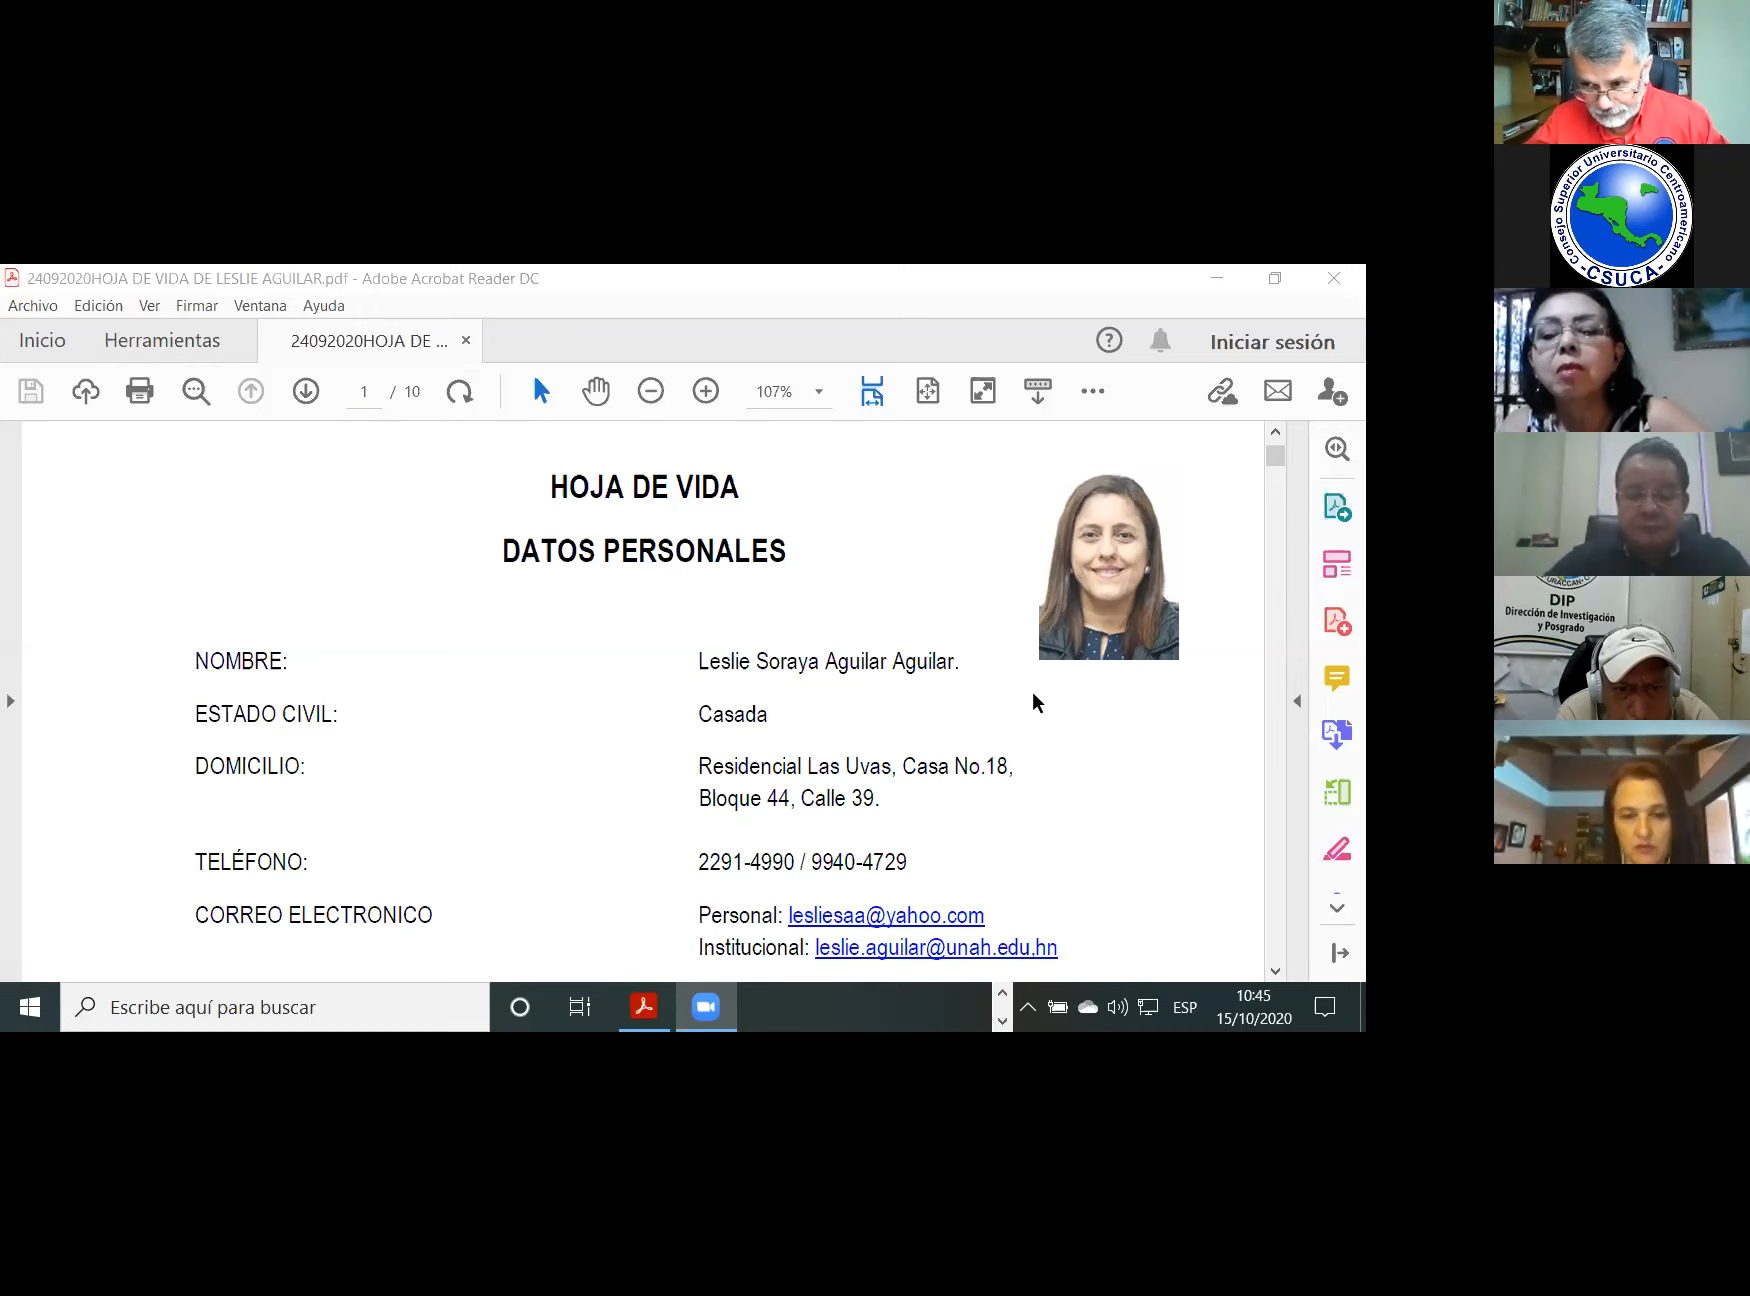 24092020HOJA DE VIDA DE LESLIE AGUILAR.pdf - Adobe Acrobat Reader DC
Archivo Edición Ver Firmar Ventana Ayuda
Inicio Herramientas 24092020HOJA DE ... × Iniciar sesión
1 / 10 107%
HOJA DE VIDA
DATOS PERSONALES
NOMBRE: Leslie Soraya Aguilar Aguilar.
ESTADO CIVIL: Casada
DOMICILIO: Residencial Las Uvas, Casa No.18,
Bloque 44, Calle 39.
TELÉFONO: 2291-4990 / 9940-4729
CORREO ELECTRONICO Personal: lesliesaa@yahoo.com
Institucional: leslie.aguilar@unah.edu,hn
Escribe aquí para buscar
ESP
10:45
15/10/2020
Consejo Superior Universitario Centroamericano
-CSUCA-
URACCAN
DIP
Dirección de Investigación
y Posgrado